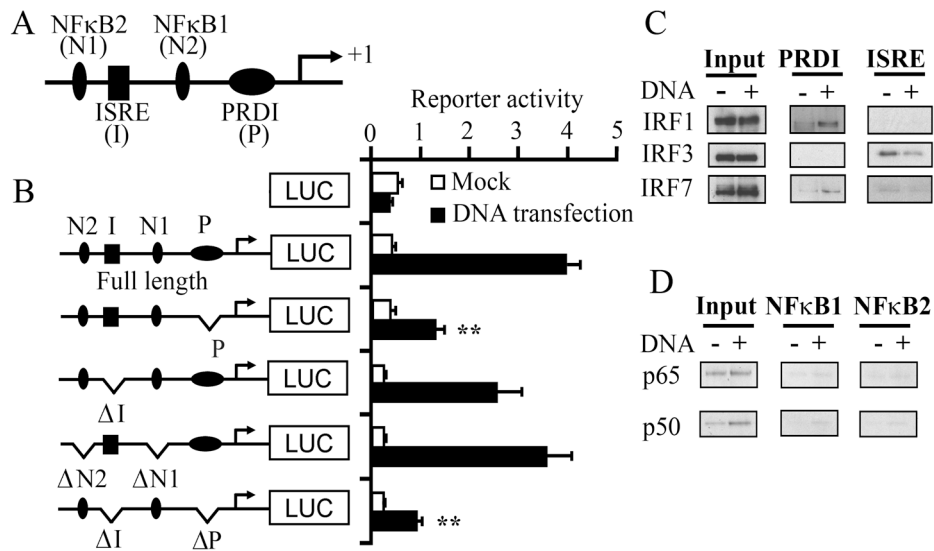 A
NFκB2 NFκB1
(N1) (N2)
+1
ISRE PRDI
(I) (P)
Reporter activity
0 1 2 3 4 5
B
LUC
Mock
DNA transfection
N2 I N1 P
LUC
Full length
LUC
P
LUC
ΔI
LUC
ΔN2 ΔN1
LUC
ΔI ΔP
**
**
C
Input PRDI ISRE
DNA - + - + - +
IRF1
IRF3
IRF7
D
Input NFκB1 NFκB2
DNA - + - + - +
p65
p50